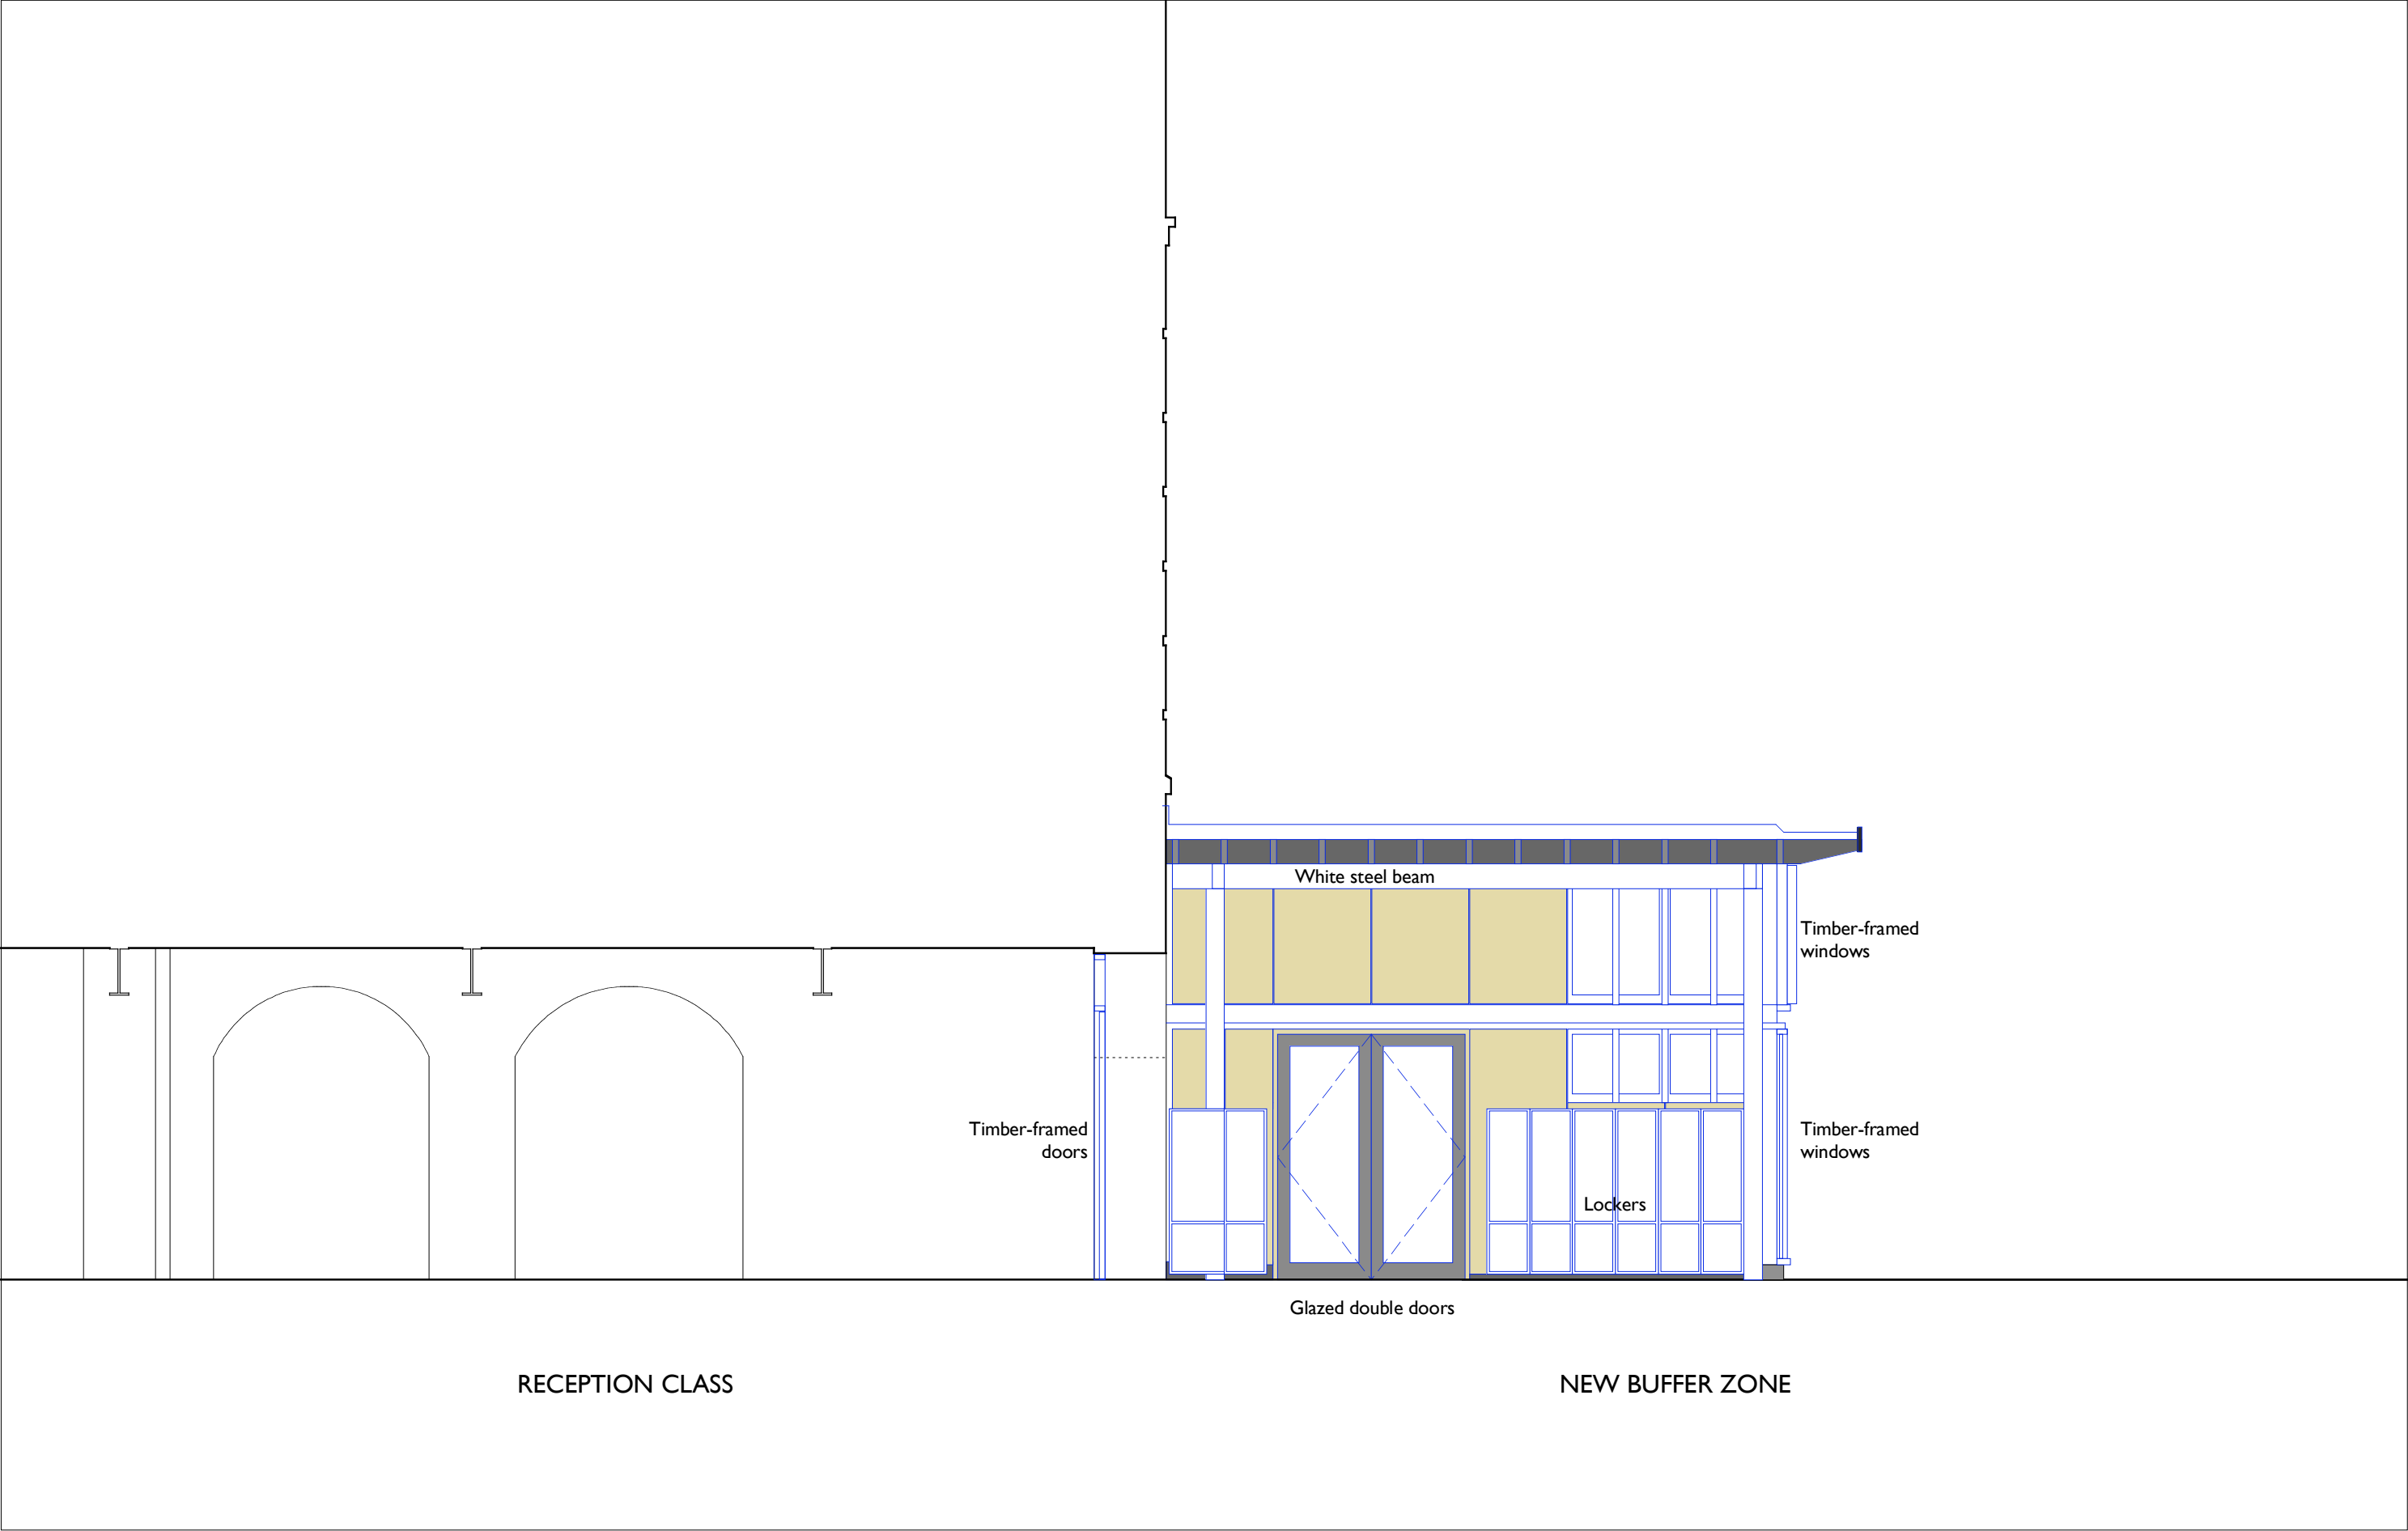 White steel beam
Timber-framed
windows
Timber-framed
doors
Timber-framed
windows
Lockers
Glazed double doors
RECEPTION CLASS
NEW BUFFER ZONE